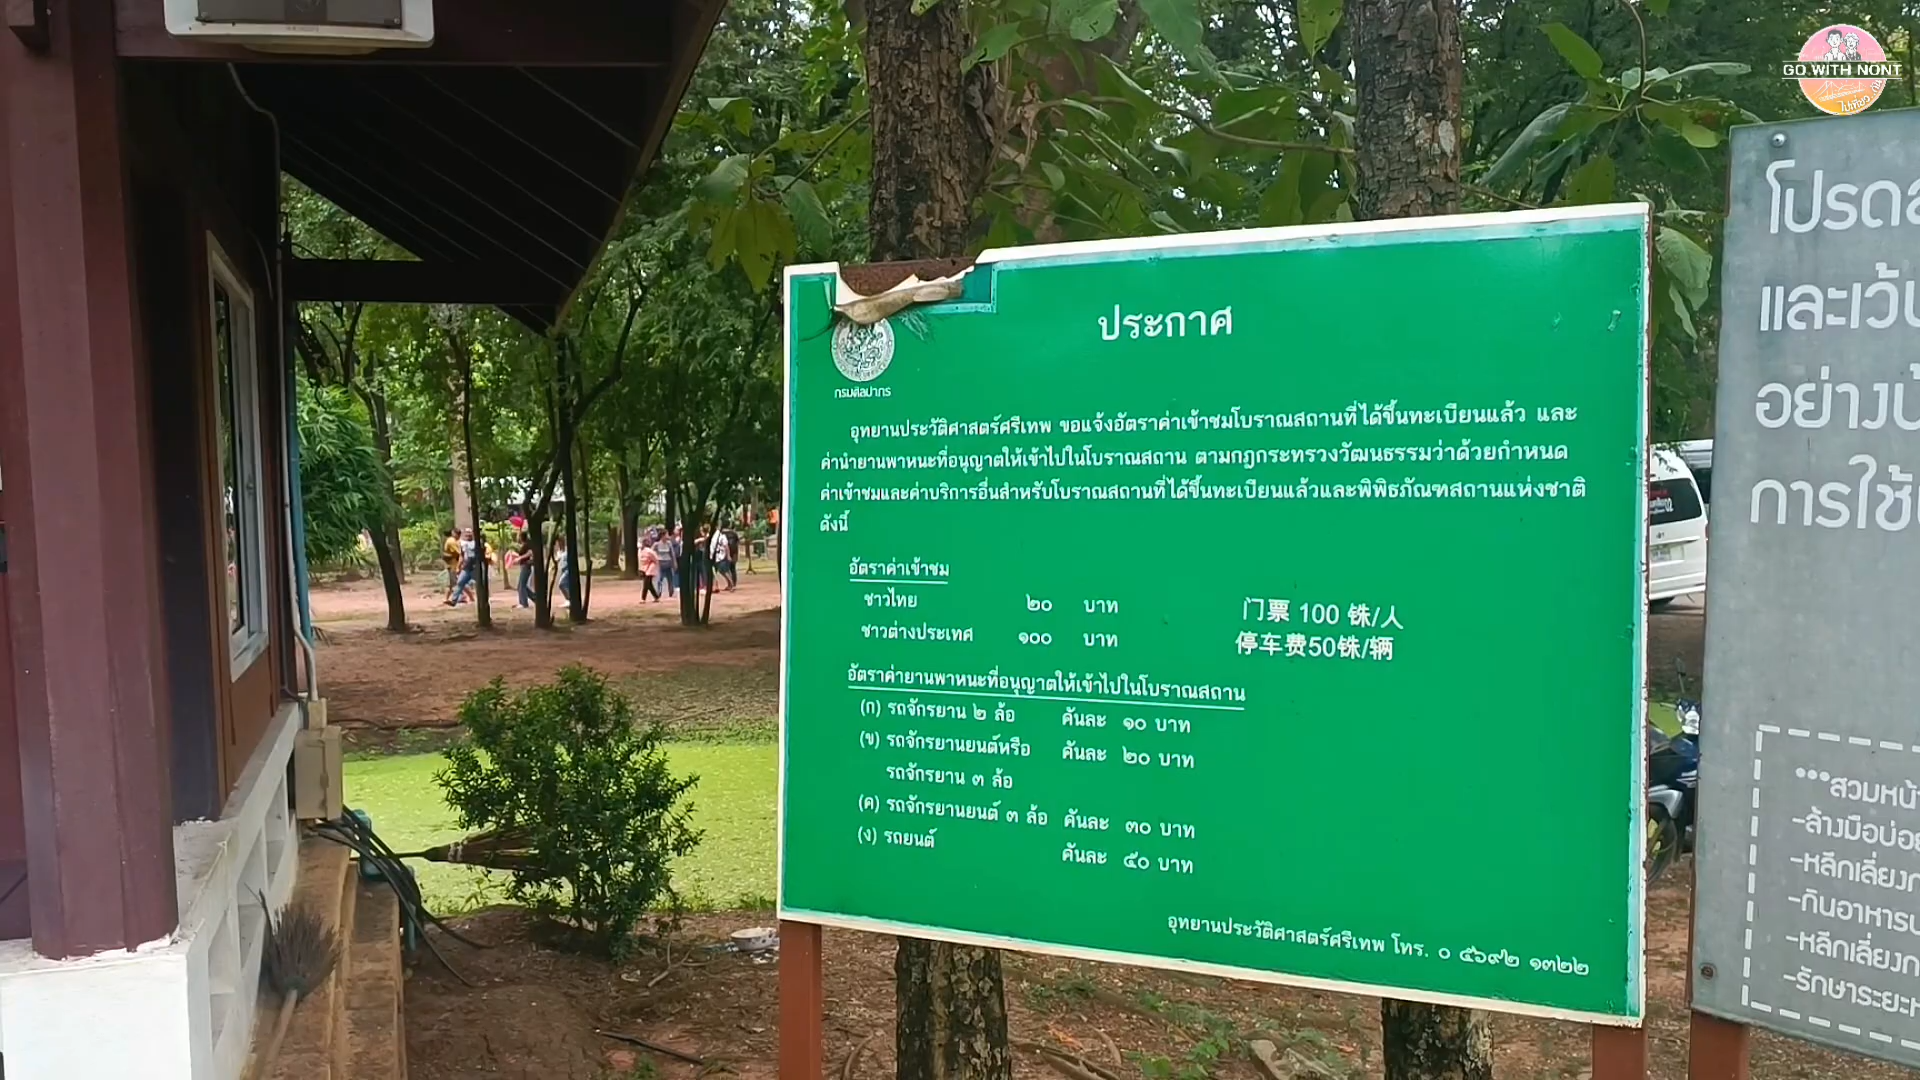 GO WITH NONT
ไปเที่ยว กัน
ประกาศ
กรมศิลปากร
อุทยานประวัติศาสตร์ศรีเทพ ขอแจ้งอัตราค่าเข้าชมโบราณสถานที่ได้ขึ้นทะเบียนแล้ว และ
ค่านำยานพาหนะที่อนุญาตให้เข้าไปในโบราณสถาน ตามกฎกระทรวงวัฒนธรรมว่าด้วยกำหนด
ค่าเข้าชมและค่าบริการอื่นสำหรับโบราณสถานที่ได้ขึ้นทะเบียนแล้วและพิพิธภัณฑสถานแห่งชาติ
ดังนี้
อัตราค่าเข้าชม
ชาวไทย ๒๐ บาท 门票 100 铢/人
ชาวต่างประเทศ ๑๐๐ บาท 停车费50铢/辆
อัตราค่ายานพาหนะที่อนุญาตให้เข้าไปในโบราณสถาน
(ก) รถจักรยาน ๒ ล้อ คันละ ๑๐ บาท
(ข) รถจักรยานยนต์หรือ คันละ ๒๐ บาท
รถจักรยาน ๓ ล้อ
(ค) รถจักรยานยนต์ ๓ ล้อ คันละ ๓๐ บาท
(ง) รถยนต์ คันละ ๕๐ บาท
อุทยานประวัติศาสตร์ศรีเทพ โทร. ๐ ๕๖๙๒ ๑๓๒๒
โปรด
และเว้น
อย่าง
การใช้
***สวมหน้า
-ล้างมือบ่อย
-หลีกเลี่ยง
-กินอาหาร
-หลีกเลี่ยง
-รักษาระยะ